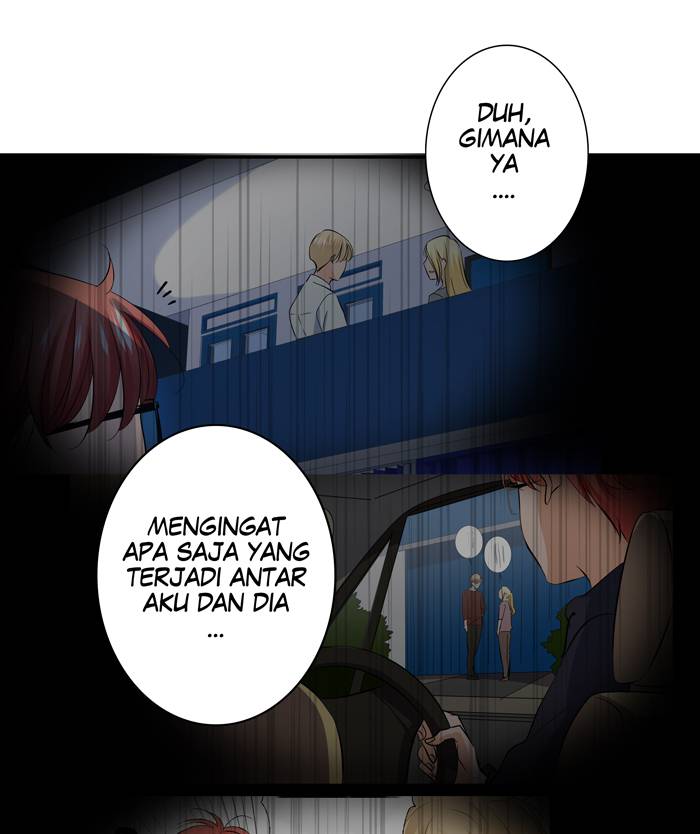 DUH,
GIMANA
YA
....
MENGINGAT
APA SAJA YANG
TERJADI ANTAR
AKU DAN DIA
...